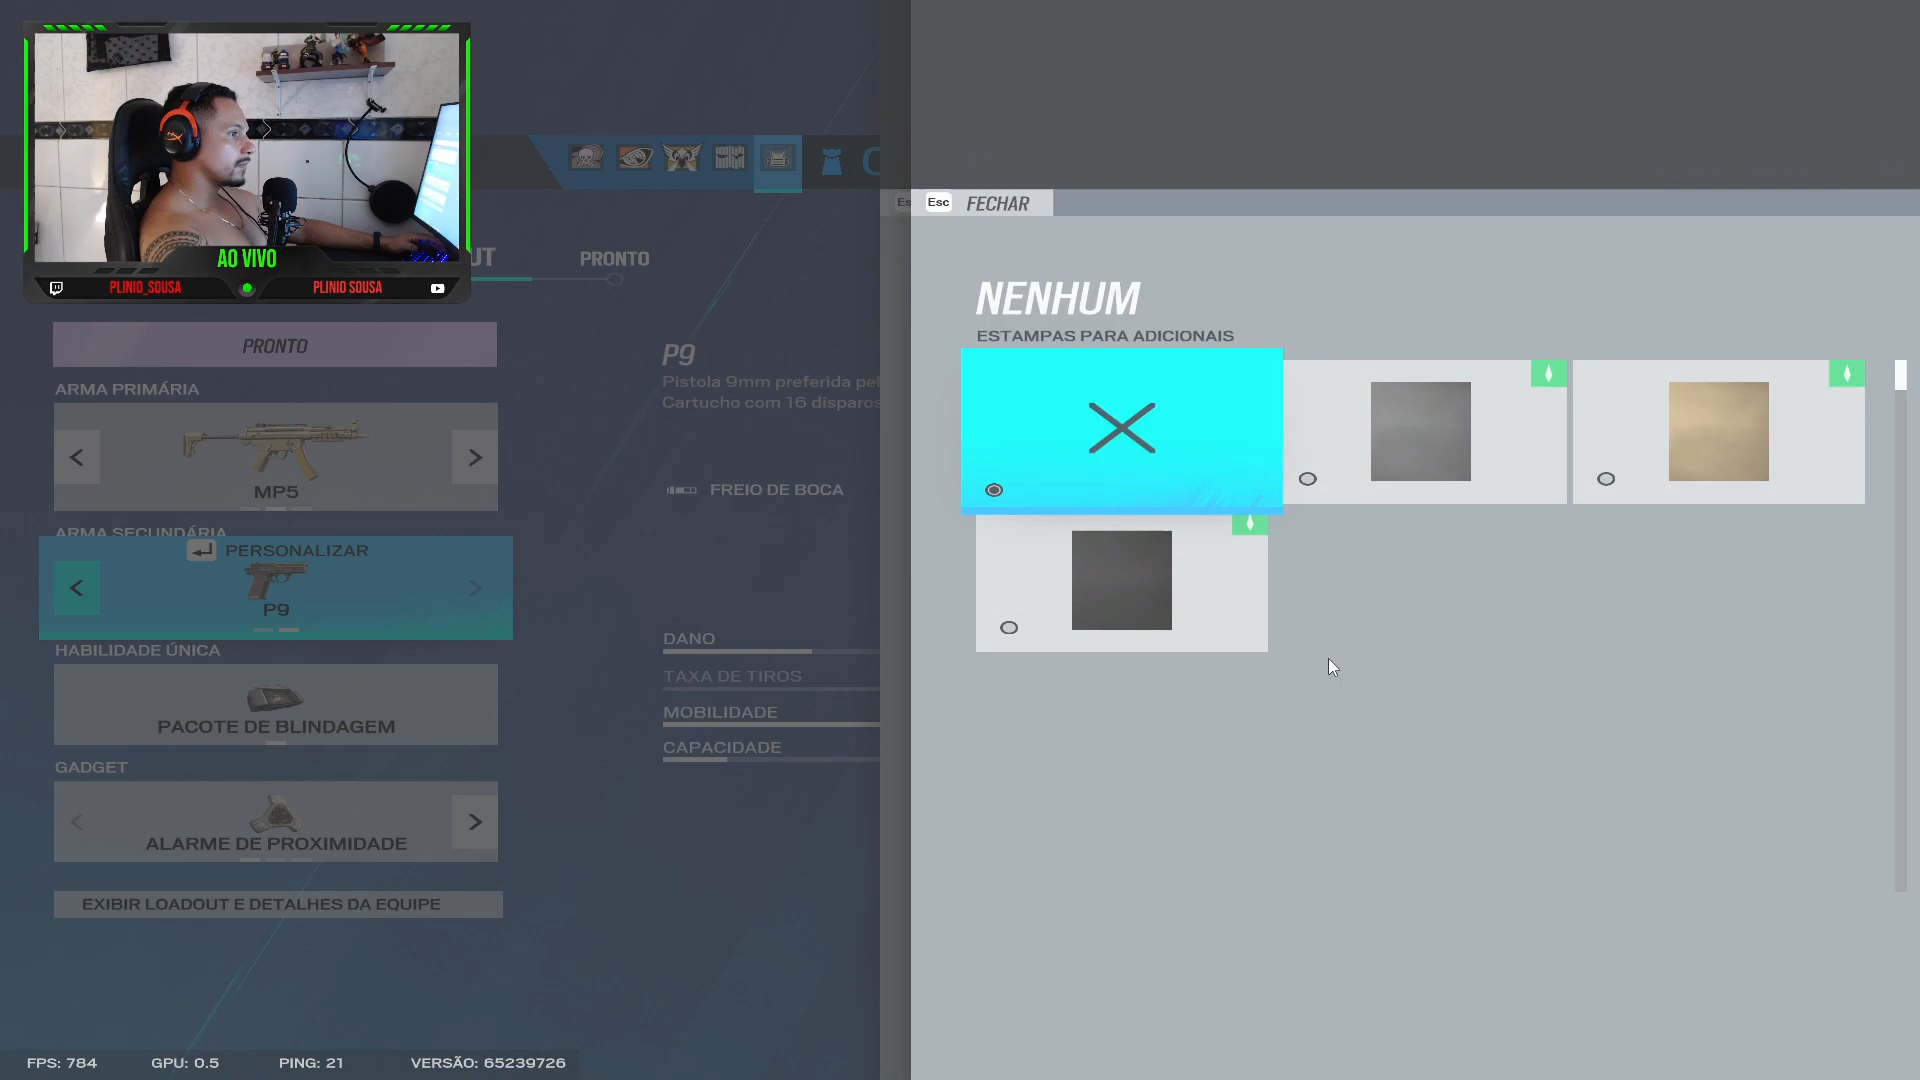 AO VIVO
PLINIO_SOUSA
PLINIO SOUSA
UT
PRONTO
PRONTO
ARMA PRIMÁRIA
MP5
ARMA SECUNDÁRIA
PERSONALIZAR
P9
HABILIDADE ÚNICA
PACOTE DE BLINDAGEM
GADGET
ALARME DE PROXIMIDADE
EXIBIR LOADOUT E DETALHES DA EQUIPE
P9
Pistola 9mm preferida pel
Cartucho com 16 disparos
FREIO DE BOCA
DANO
TAXA DE TIROS
MOBILIDADE
CAPACIDADE
Es
Esc FECHAR
NENHUM
ESTAMPAS PARA ADICIONAIS
FPS: 784 GPU: 0.5 PING: 21 VERSÃO: 65239726